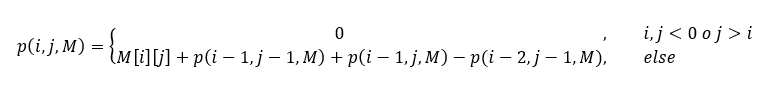 p(i,j,M) = { 0 , i,j < 0 o j > i
M[i][j] + p(i − 1,j − 1,M) + p(i − 1,j,M) − p(i − 2,j − 1,M), else